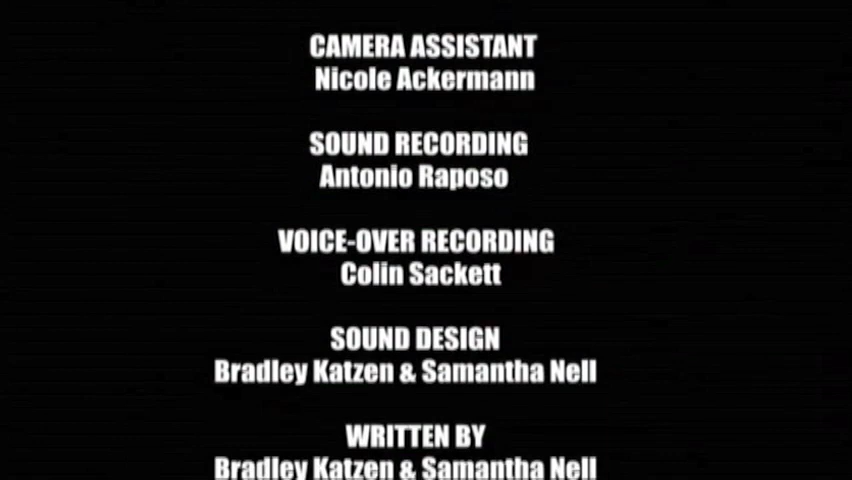 CAMERA ASSISTANT
Nicole Ackermann
SOUND RECORDING
Antonio Raposo
VOICE-OVER RECORDING
Colin Sackett
SOUND DESIGN
Bradley Katzen & Samantha Nell
WRITTEN BY
Bradley Katzen & Samantha Nell